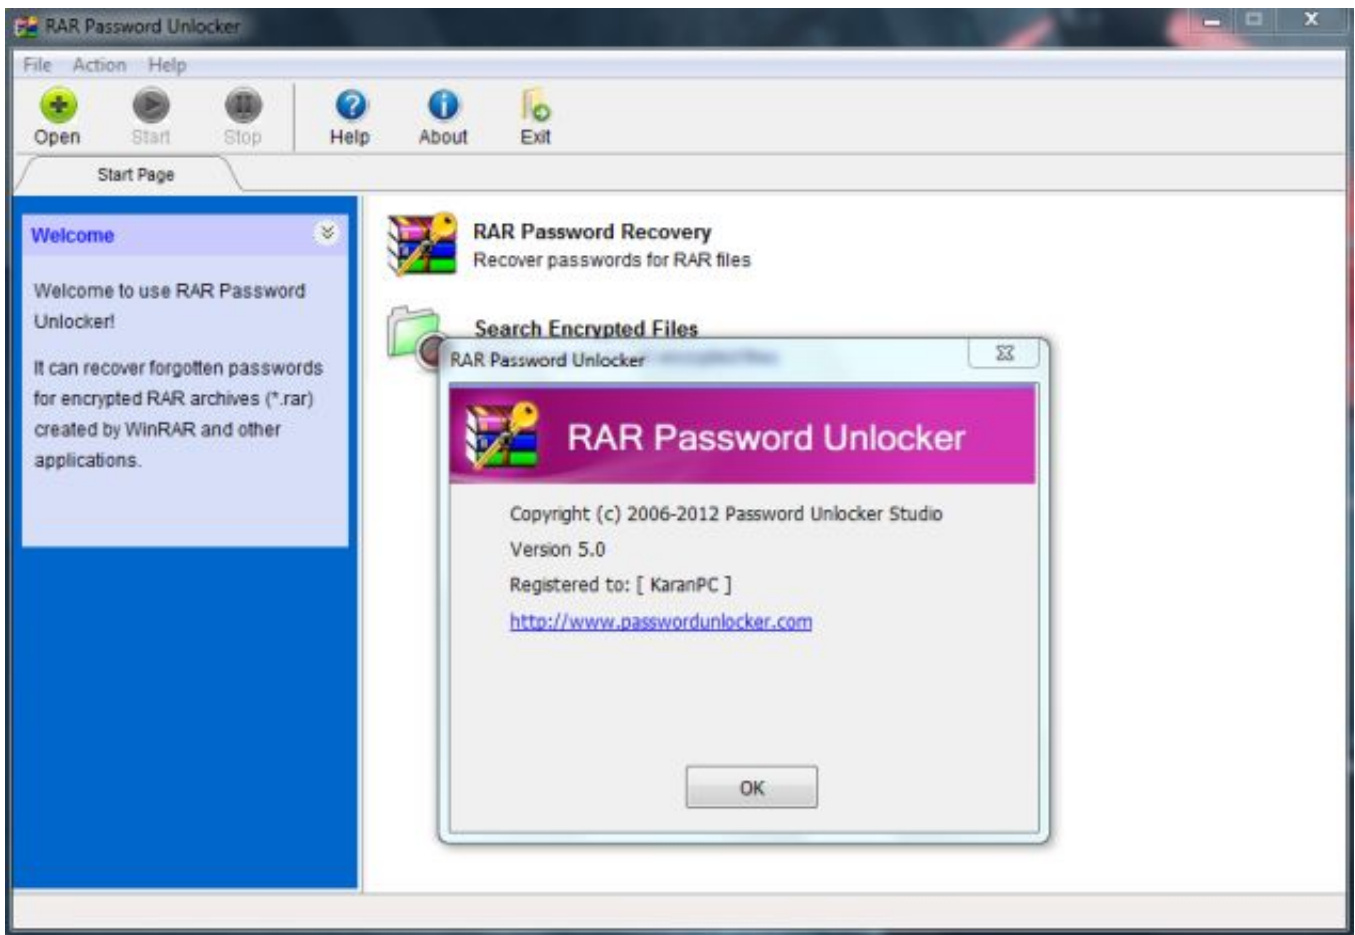 RAR Password Unlocker
File Action Help
Open Start Stop Help About Exit
Start Page
Welcome
Welcome to use RAR Password
Unlocker!
It can recover forgotten passwords
for encrypted RAR archives (*.rar)
created by WinRAR and other
applications.
RAR Password Recovery
Recover passwords for RAR files
Search Encrypted Files
RAR Password Unlocker
RAR Password Unlocker
Copyright (c) 2006-2012 Password Unlocker Studio
Version 5.0
Registered to: [ KaranPC ]
http://www.passwordunlocker.com
OK